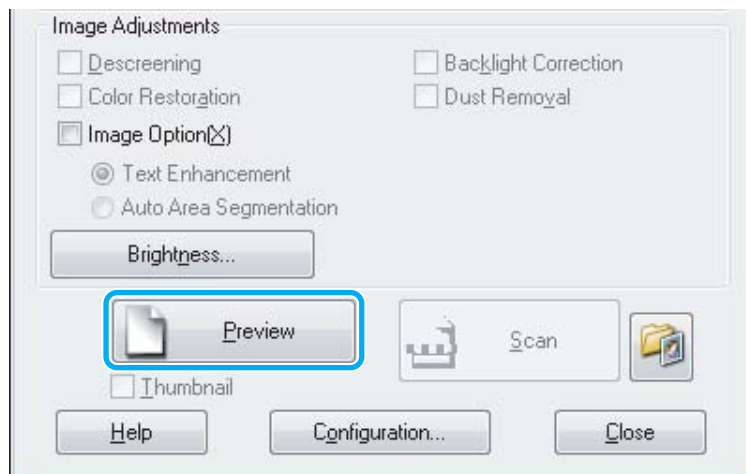 Image Adjustments
Descreening
Backlight Correction
Color Restoration
Dust Removal
Image Option(X)
Text Enhancement
Auto Area Segmentation
Brightness...
Preview
Scan
Thumbnail
Help
Configuration...
Close